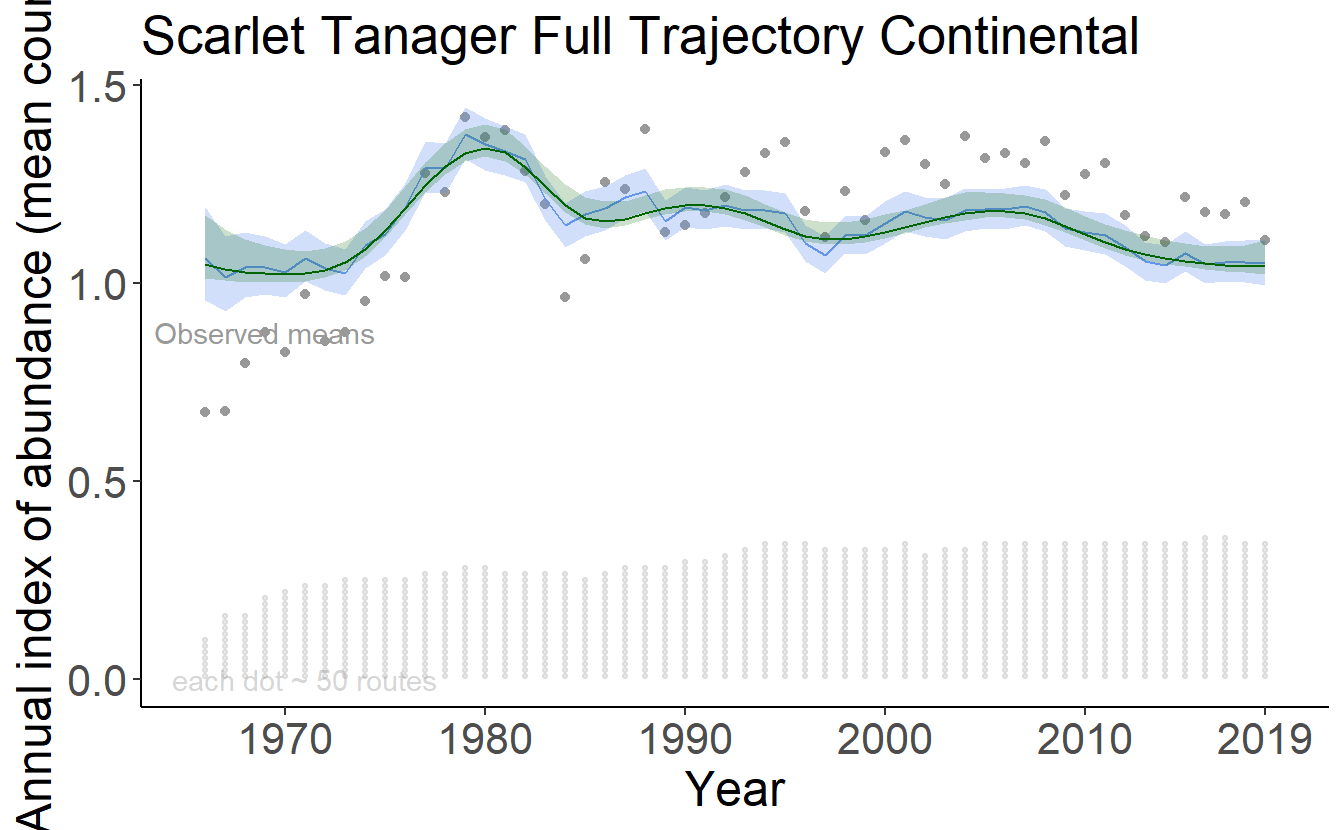 Scarlet Tanager Full Trajectory Continental
Annual index of abundance (mean
1.5
1.0
0.5
0.0
Observed means
each dot ~ 50 routes
1970 1980 1990 2000 2010 2019
Year